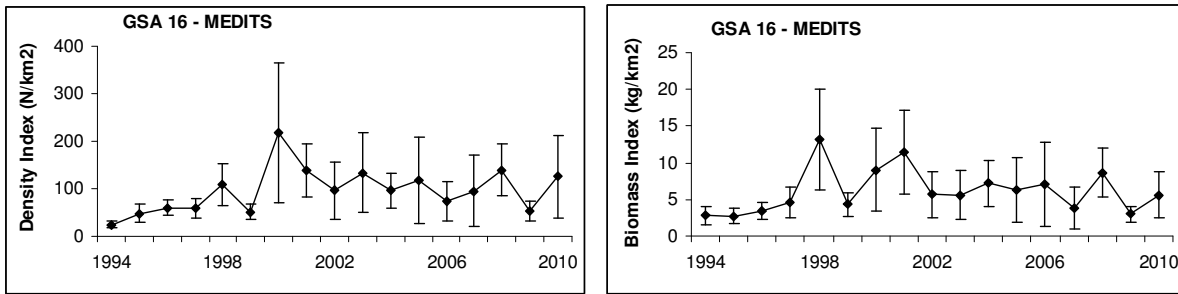 GSA 16 - MEDITS
Density Index (N/km2)
400
300
200
100
0
1994 1998 2002 2006 2010
GSA 16 - MEDITS
Biomass Index (kg/km2)
25
20
15
10
5
0
1994 1998 2002 2006 2010